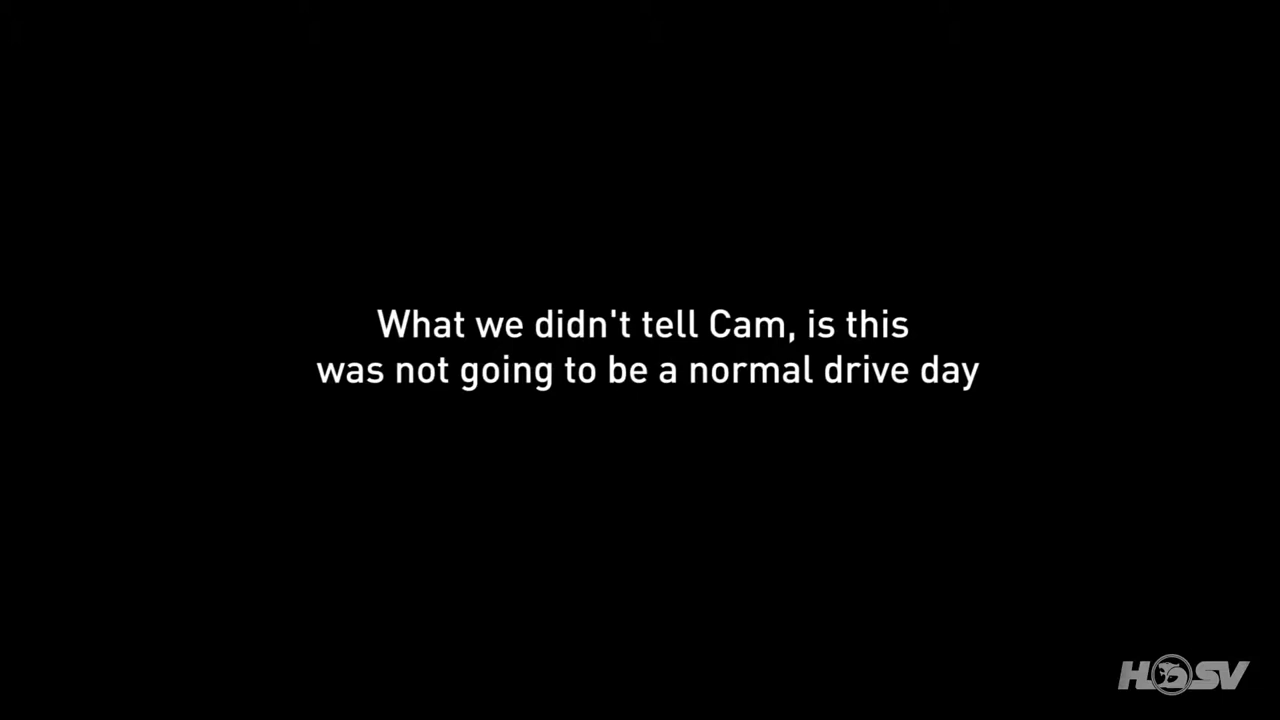 What we didn't tell Cam, is this
was not going to be a normal drive day
HSV